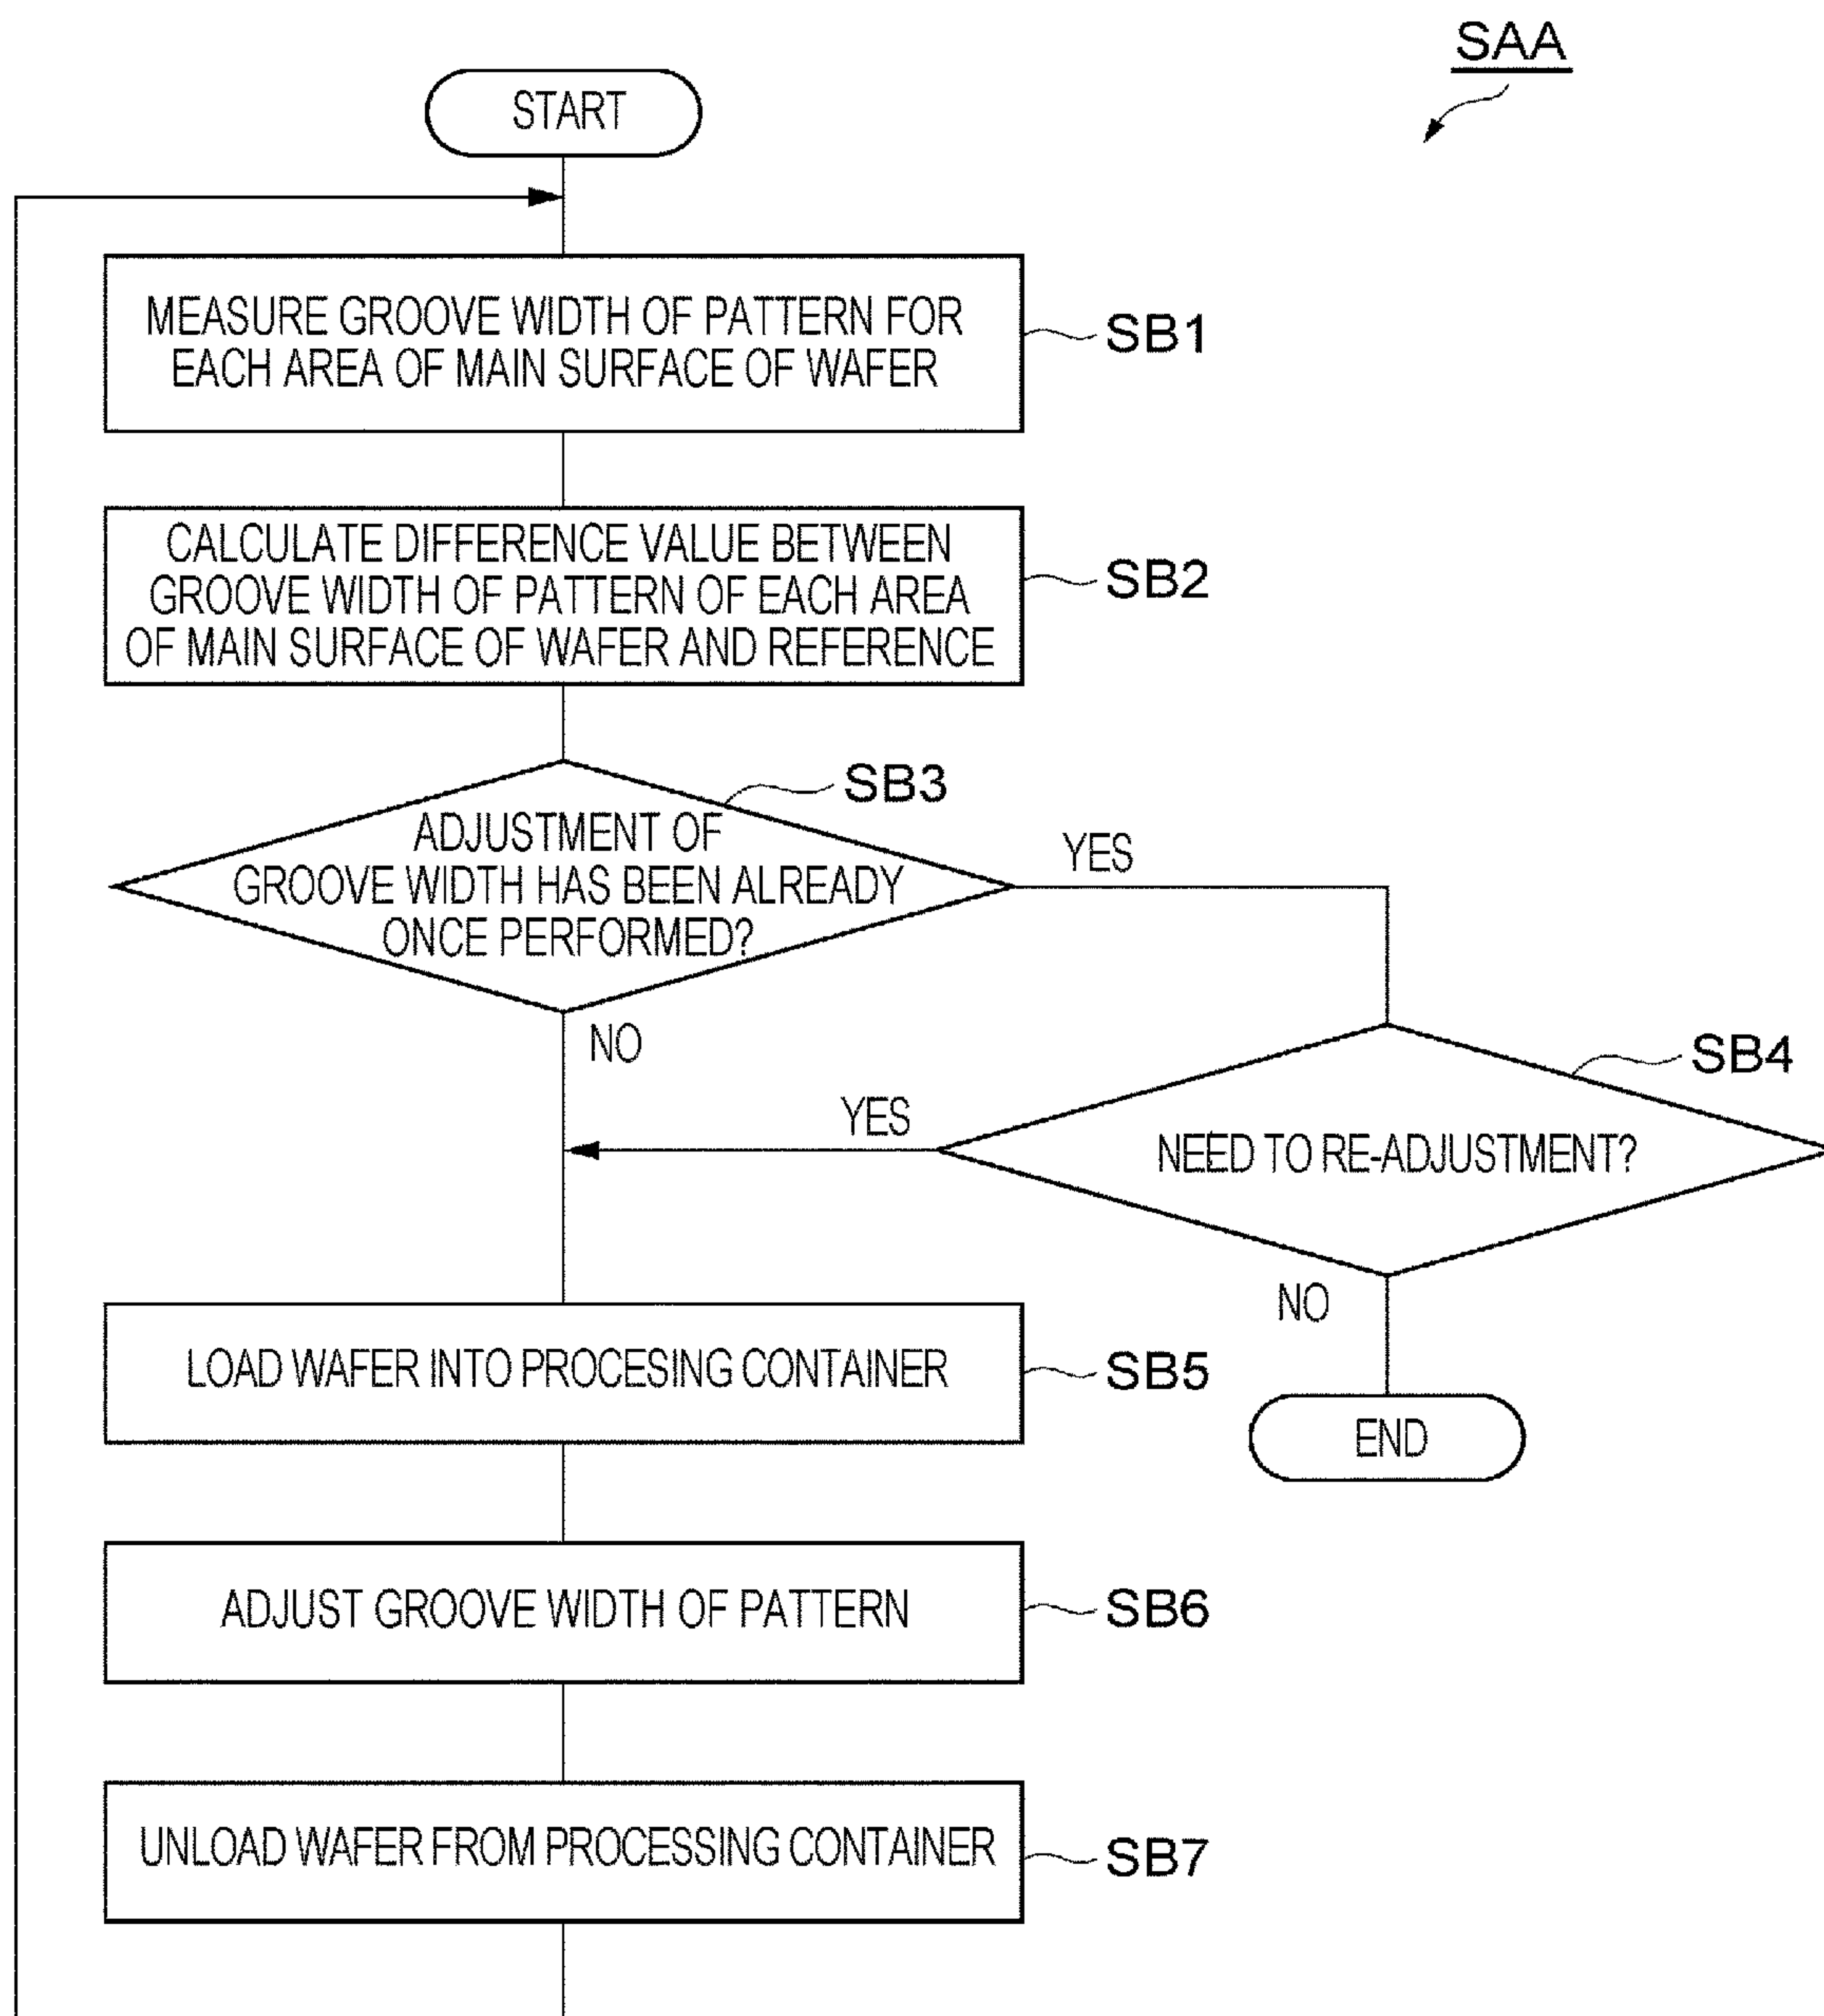 SAA
START
MEASURE GROOVE WIDTH OF PATTERN FOR
EACH AREA OF MAIN SURFACE OF WAFER
SB1
CALCULATE DIFFERENCE VALUE BETWEEN
GROOVE WIDTH OF PATTERN OF EACH AREA
OF MAIN SURFACE OF WAFER AND REFERENCE
SB2
SB3
ADJUSTMENT OF
GROOVE WIDTH HAS BEEN ALREADY
ONCE PERFORMED?
YES
NO
SB4
YES
NEED TO RE-ADJUSTMENT?
NO
LOAD WAFER INTO PROCESING CONTAINER
SB5
END
ADJUST GROOVE WIDTH OF PATTERN
SB6
UNLOAD WAFER FROM PROCESSING CONTAINER
SB7